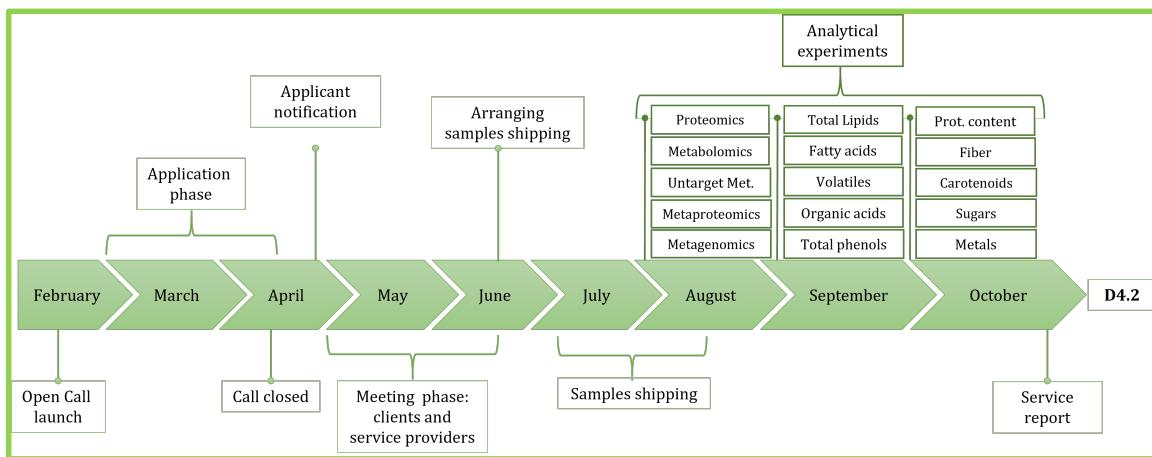 Analytical
experiments
Applicant
notification
Arranging
samples shipping
Application
phase
Proteomics
Metabolomics
Untarget Met.
Metaproteomics
Metagenomics
Total Lipids
Fatty acids
Volatiles
Organic acids
Total phenols
Prot. content
Fiber
Carotenoids
Sugars
Metals
February
March
April
May
June
July
August
September
October
D4.2
Open Call
launch
Call closed
Meeting phase:
clients and
service providers
Samples shipping
Service
report